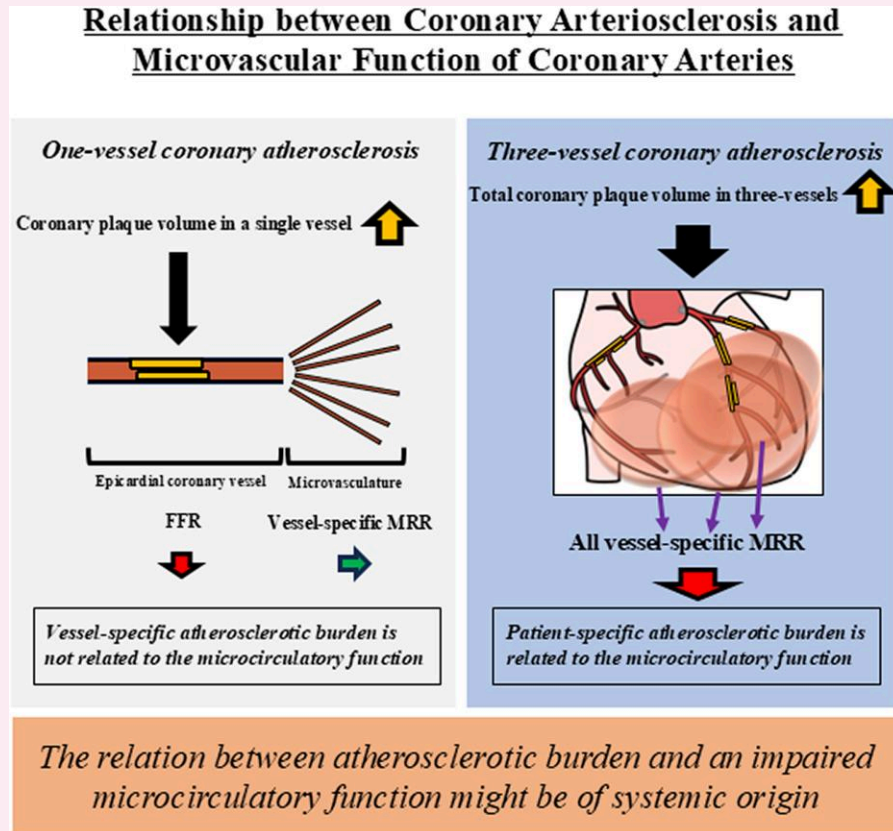 Relationship between Coronary Arteriosclerosis and
Microvascular Function of Coronary Arteries
One-vessel coronary atherosclerosis
Coronary plaque volume in a single vessel
Epicardial coronary vessel
Microvasculature
FFR
Vessel-specific MRR
Vessel-specific atherosclerotic burden is
not related to the microcirculatory function
Three-vessel coronary atherosclerosis
Total coronary plaque volume in three-vessels
All vessel-specific MRR
Patient-specific atherosclerotic burden is
related to the microcirculatory function
The relation between atherosclerotic burden and an impaired
microcirculatory function might be of systemic origin